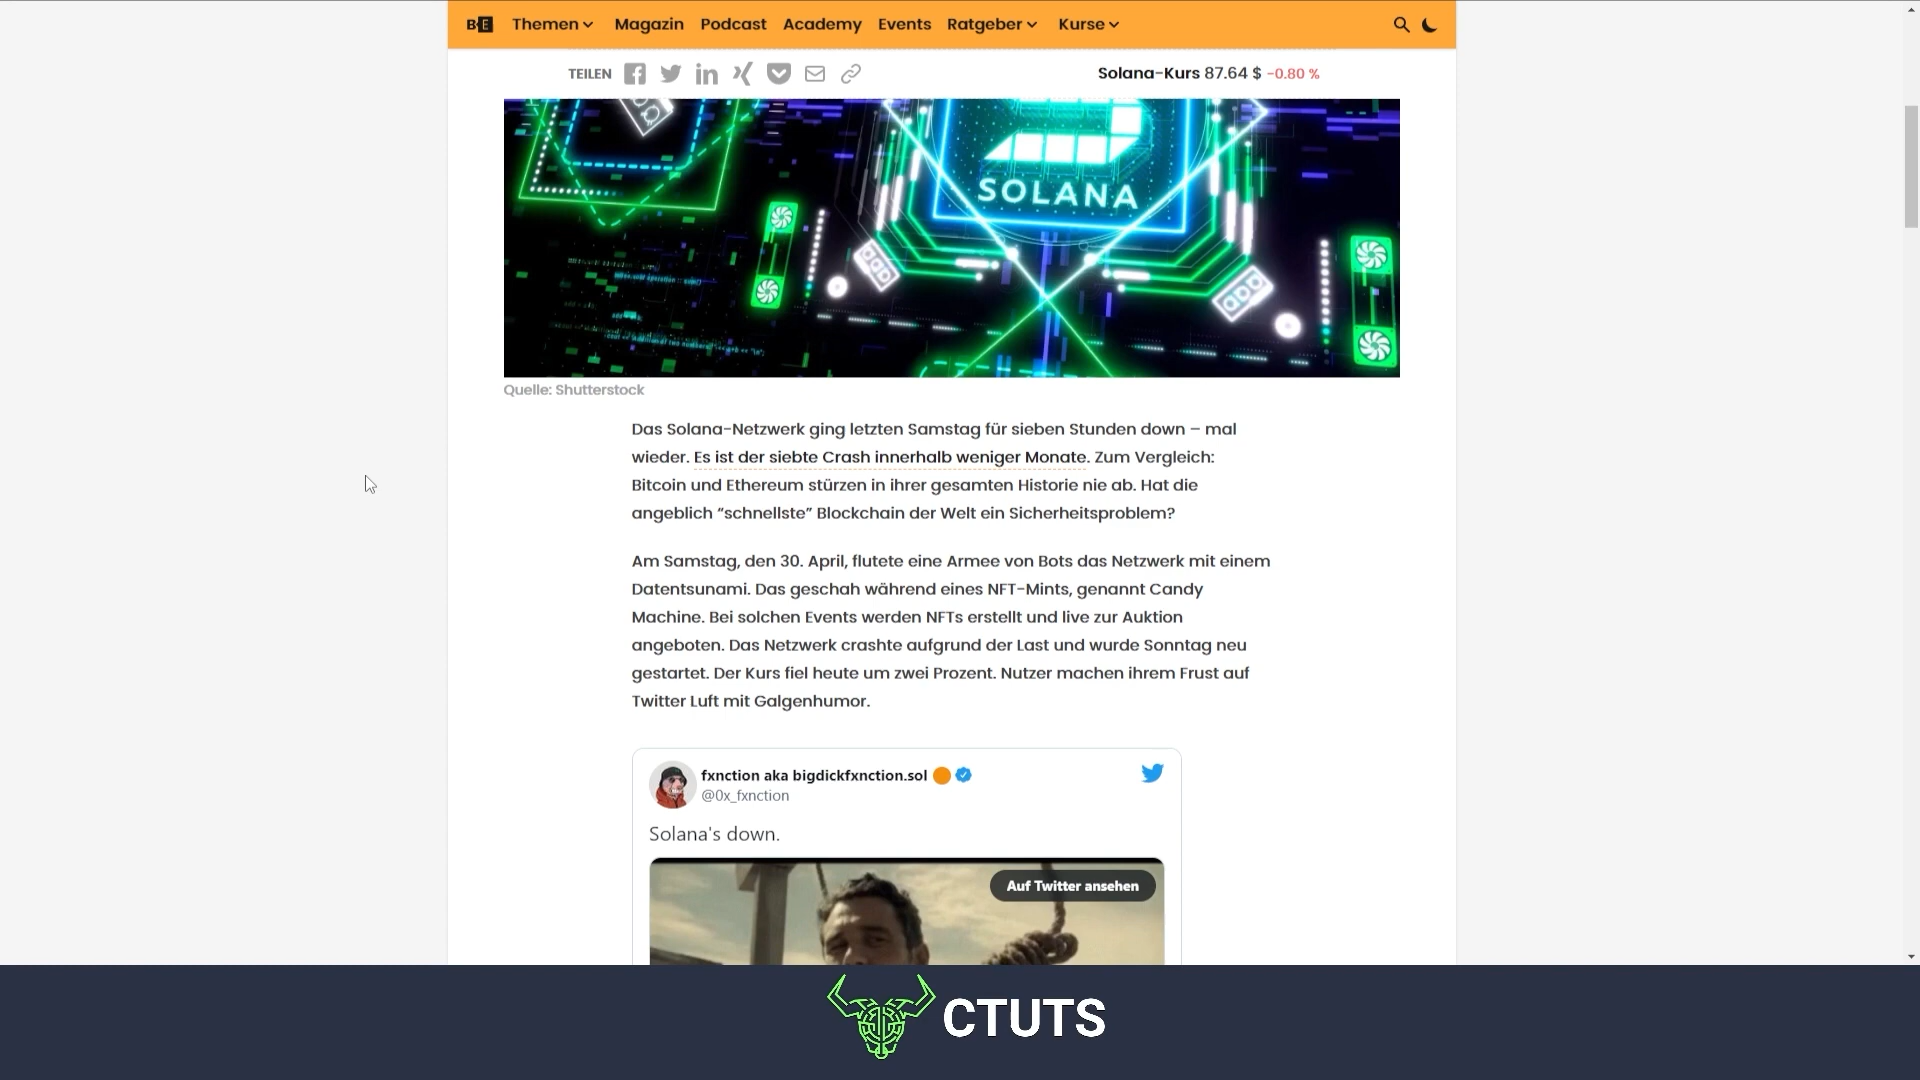 BE Themen Magazin Podcast Academy Events Ratgeber Kurse
TEILEN
Solana-Kurs 87.64 $ -0.80 %
SOLANA
Quelle: Shutterstock
Das Solana-Netzwerk ging letzten Samstag für sieben Stunden down – mal
wieder. Es ist der siebte Crash innerhalb weniger Monate. Zum Vergleich:
Bitcoin und Ethereum stürzen in ihrer gesamten Historie nie ab. Hat die
angeblich “schnellste” Blockchain der Welt ein Sicherheitsproblem?
Am Samstag, den 30. April, flutete eine Armee von Bots das Netzwerk mit einem
Datentsunami. Das geschah während eines NFT-Mints, genannt Candy
Machine. Bei solchen Events werden NFTs erstellt und live zur Auktion
angeboten. Das Netzwerk crashte aufgrund der Last und wurde Sonntag neu
gestartet. Der Kurs fiel heute um zwei Prozent. Nutzer machen ihrem Frust auf
Twitter Luft mit Galgenhumor.
fxnction aka bigdickfxnction.sol
@0x_fxnction
Solana's down.
Auf Twitter ansehen
CTUTS